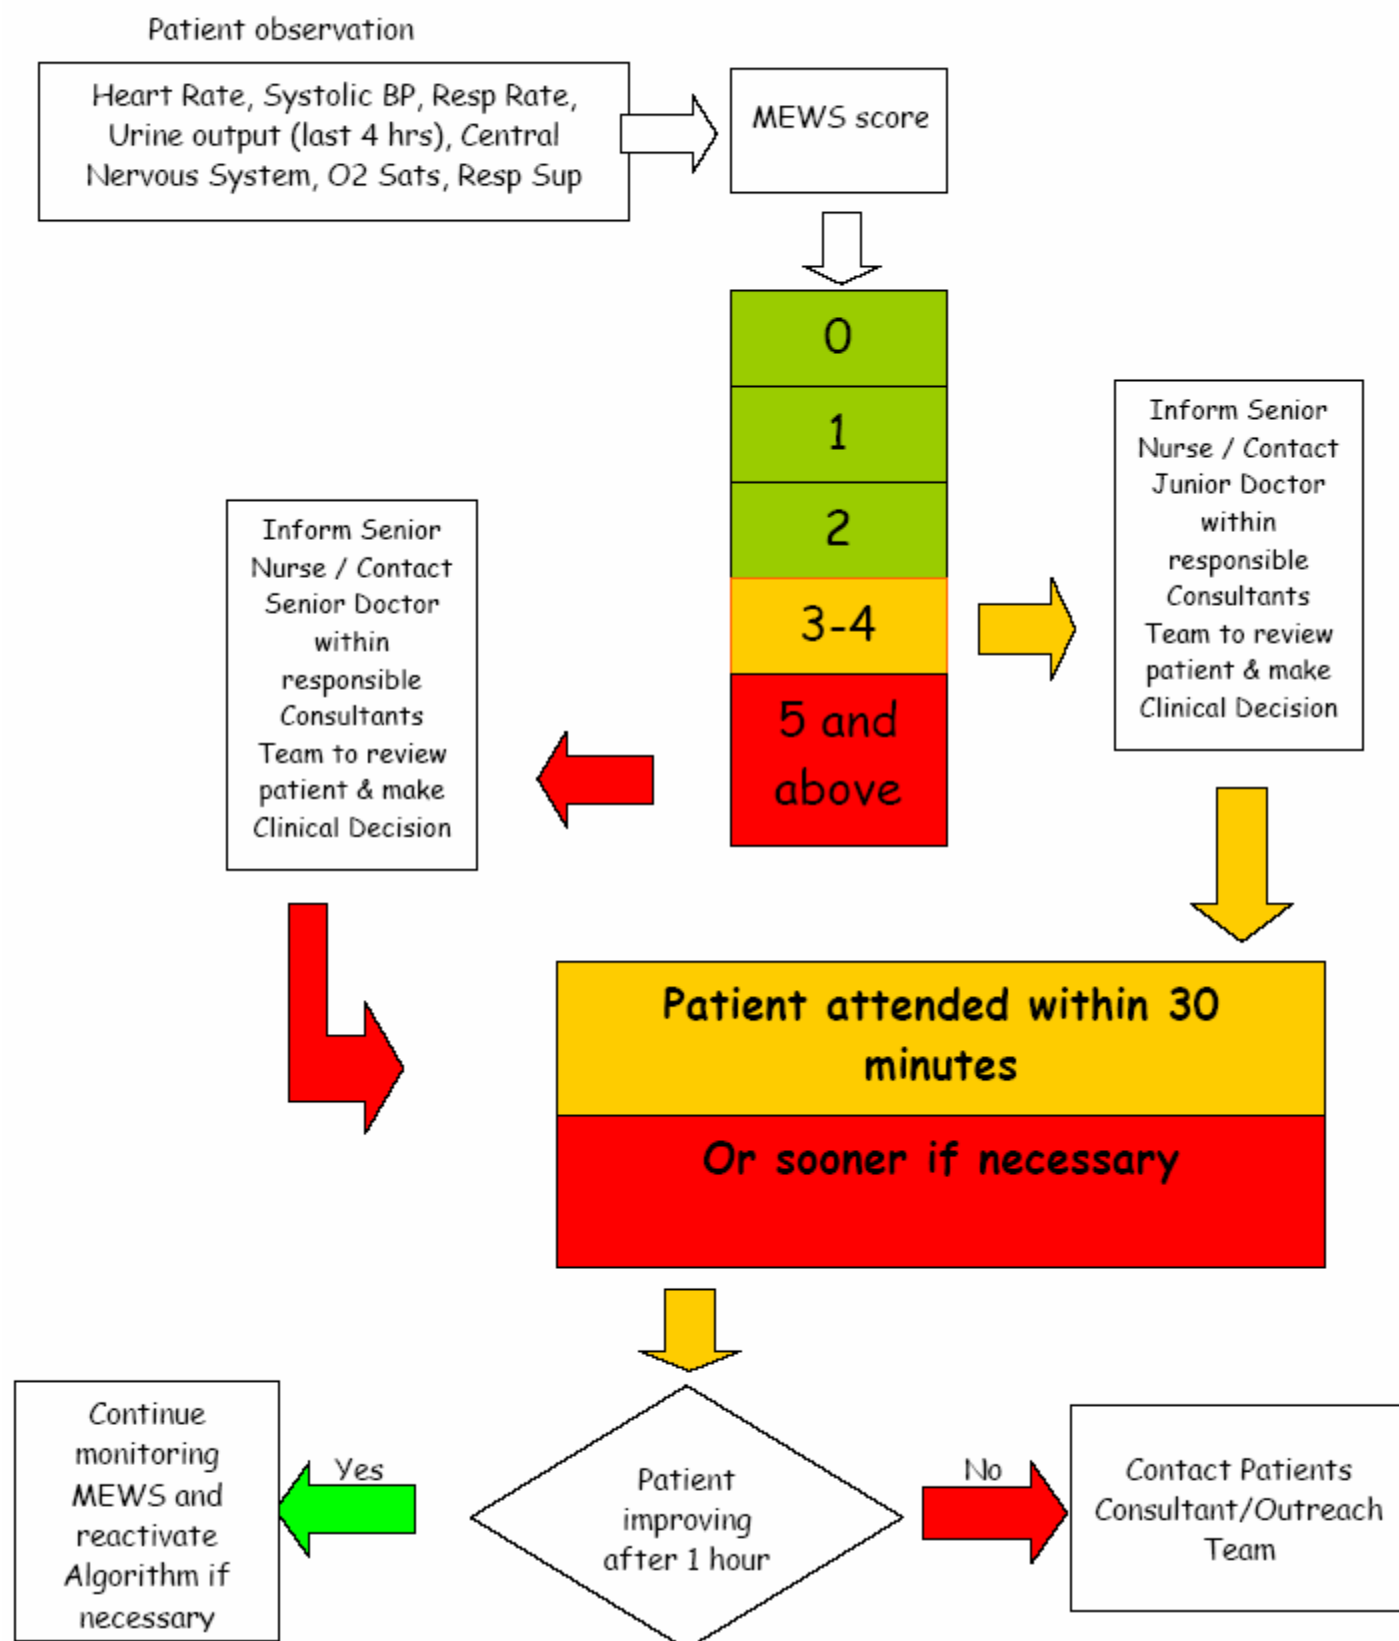 Patient observation
Heart Rate, Systolic BP, Resp Rate,
Urine output (last 4 hrs), Central
Nervous System, O2 Sats, Resp Sup
MEWS score
0
1
2
3-4
5 and
above
Inform Senior
Nurse / Contact
Junior Doctor
within
responsible
Consultants
Team to review
patient & make
Clinical Decision
Inform Senior
Nurse / Contact
Senior Doctor
within
responsible
Consultants
Team to review
patient & make
Clinical Decision
Patient attended within 30
minutes
Or sooner if necessary
Patient
improving
after 1 hour
Yes
Continue
monitoring
MEWS and
reactivate
Algorithm if
necessary
No
Contact Patients
Consultant/Outreach
Team